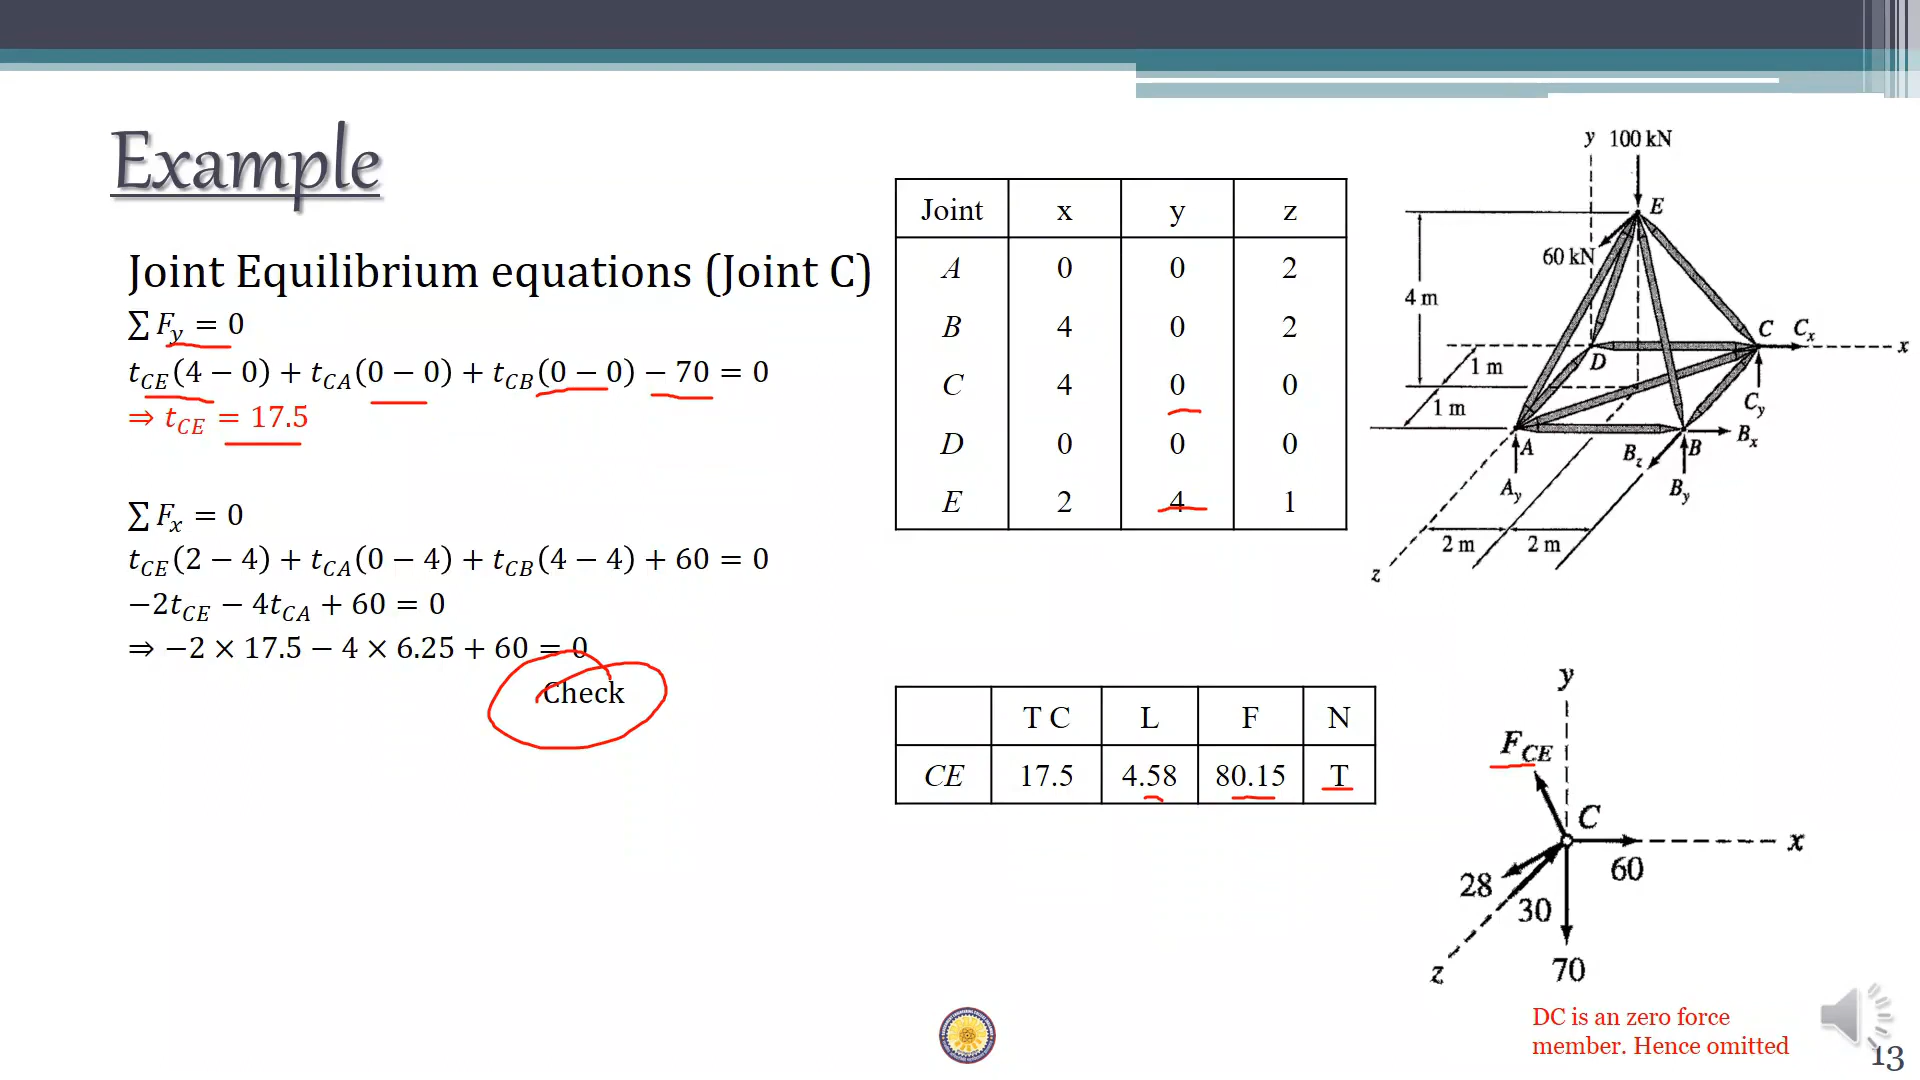 Example
Joint Equilibrium equations (Joint C)
∑ F_y = 0
t_CE(4 − 0) + t_CA(0 − 0) + t_CB(0 − 0) − 70 = 0
⇒ t_CE = 17.5
∑ F_x = 0
t_CE(2 − 4) + t_CA(0 − 4) + t_CB(4 − 4) + 60 = 0
−2t_CE − 4t_CA + 60 = 0
⇒ −2 × 17.5 − 4 × 6.25 + 60 = 0
Check
Joint x y z
A 0 0 2
B 4 0 2
C 4 0 0
D 0 0 0
E 2 4 1
y 100 kN
E
60 kN
4 m
C C_x
x
D
1 m
1 m
C_y
A
B_z
B
B_x
A_y
B_y
2 m 2 m
z
T C L F N
CE 17.5 4.58 80.15 T
y
F_CE
C
x
60
28
30
z
70
DC is an zero force
member. Hence omitted
13